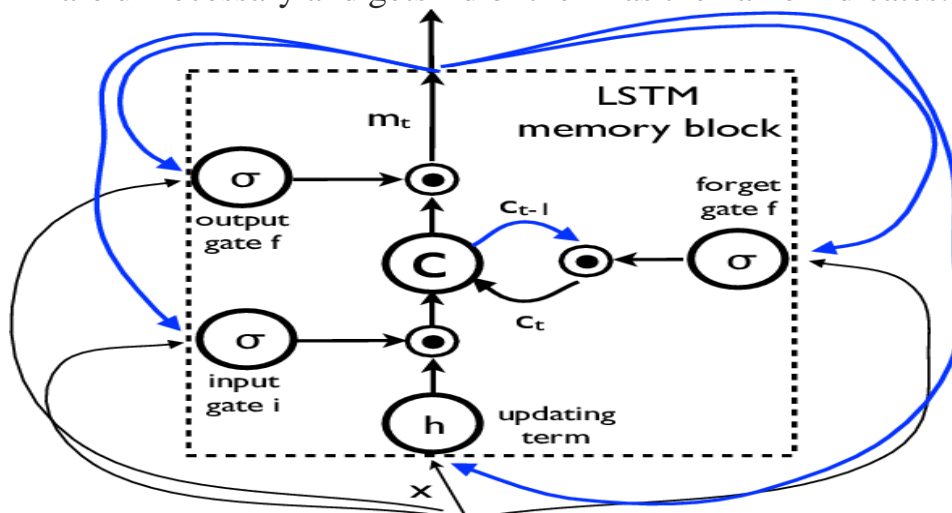 LSTM
memory block
mt
σ
output
gate f
forget
gate f
σ
ct-1
C
ct
σ
input
gate i
h
updating
term
x